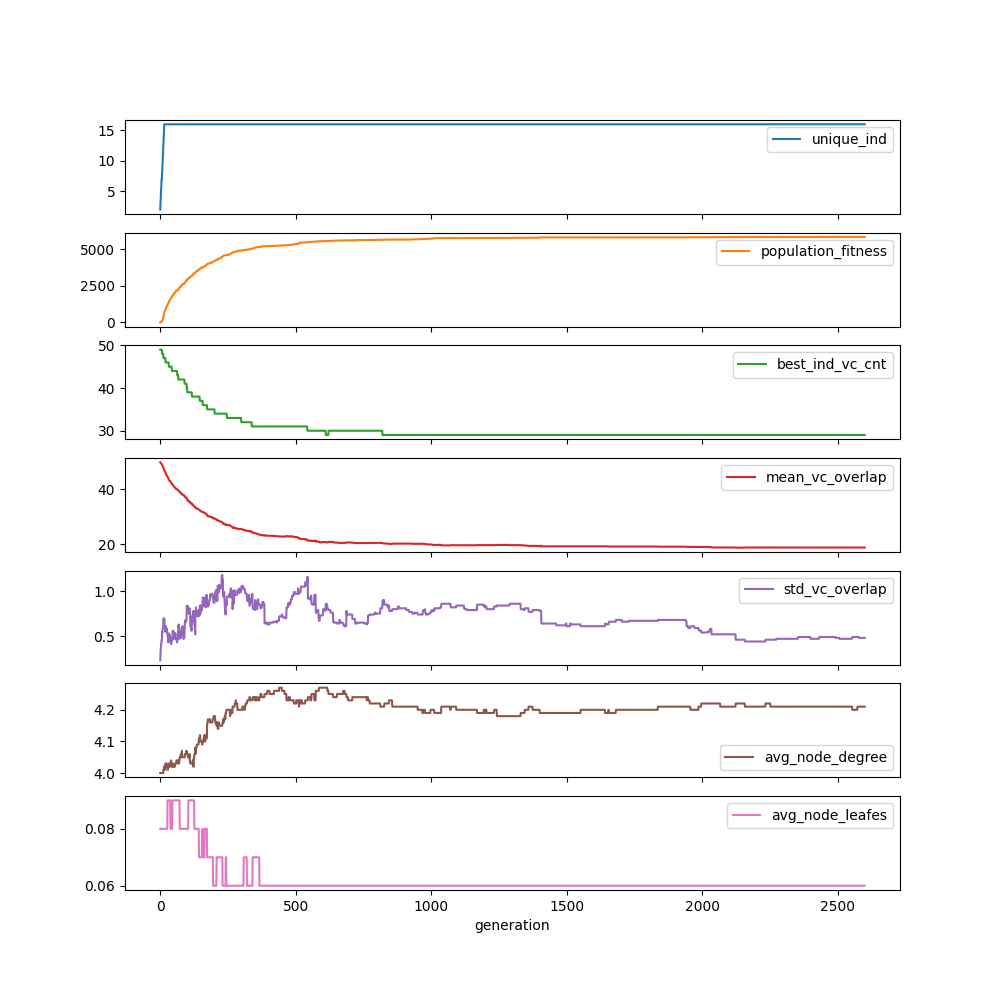 15
10
5
unique_ind
5000
2500
0
population_fitness
50
40
30
best_ind_vc_cnt
40
20
mean_vc_overlap
1.0
0.5
std_vc_overlap
4.2
4.1
4.0
avg_node_degree
0.08
0.06
avg_node_leafes
0 500 1000 1500 2000 2500
generation